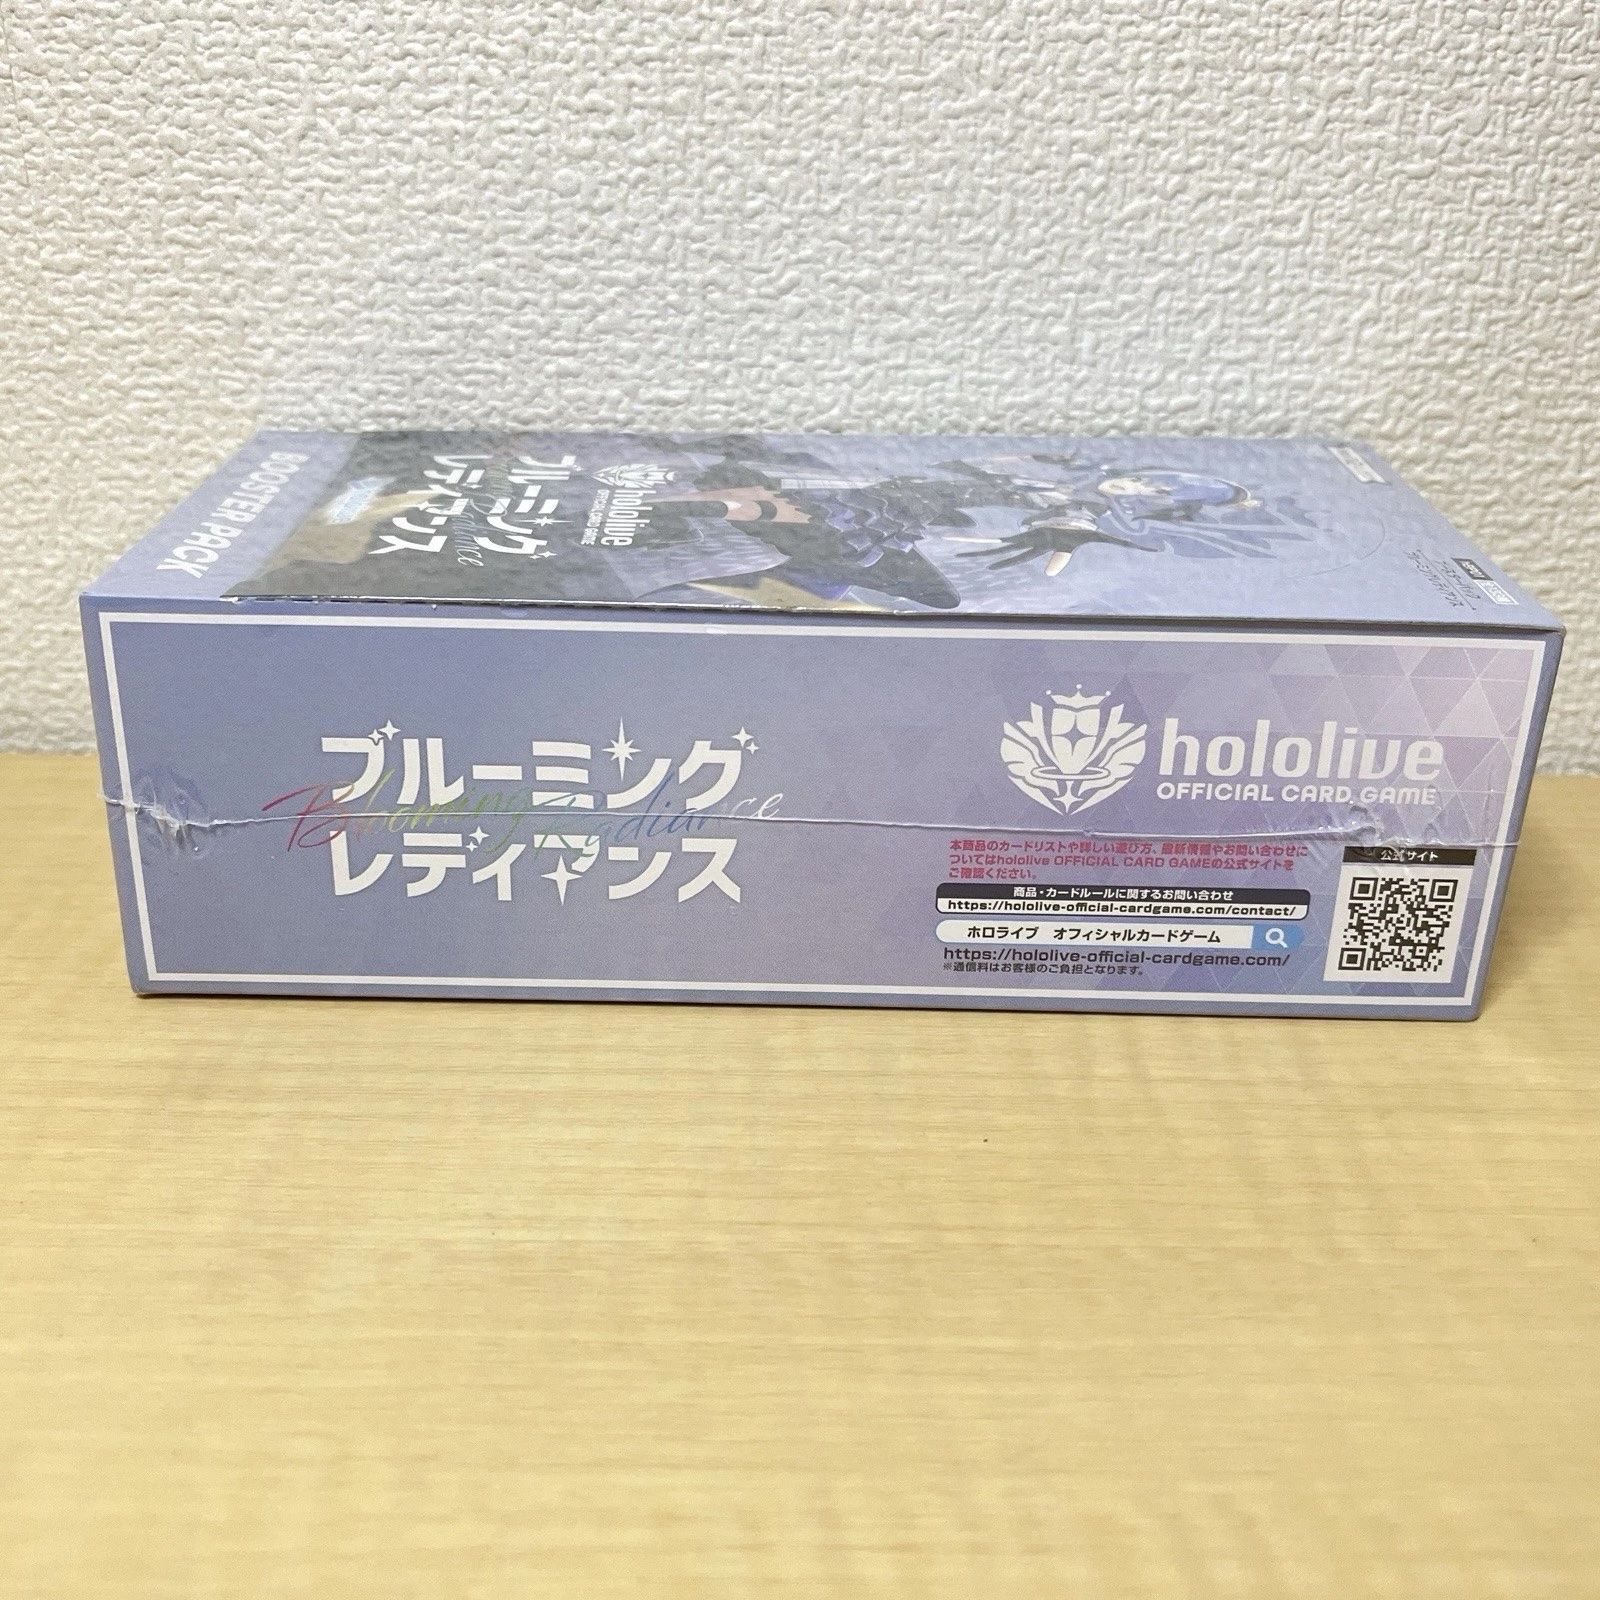 BOOSTER PACK
ブルーミング
レディアンス
hololive
OFFICIAL CARD GAME
ブルーミング
Blooming Radiance
レディアンス
hololive
OFFICIAL CARD GAME
本商品のカードリストや詳しい遊び方、最新情報やお問い合わせに
ついてはhololive OFFICIAL CARD GAMEの公式サイトを
ご確認ください。
商品・カードルールに関するお問い合わせ
https://hololive-official-cardgame.com/contact/
ホロライブ オフィシャルカードゲーム
https://hololive-official-cardgame.com/
※通信料はお客様のご負担となります。
公式サイト